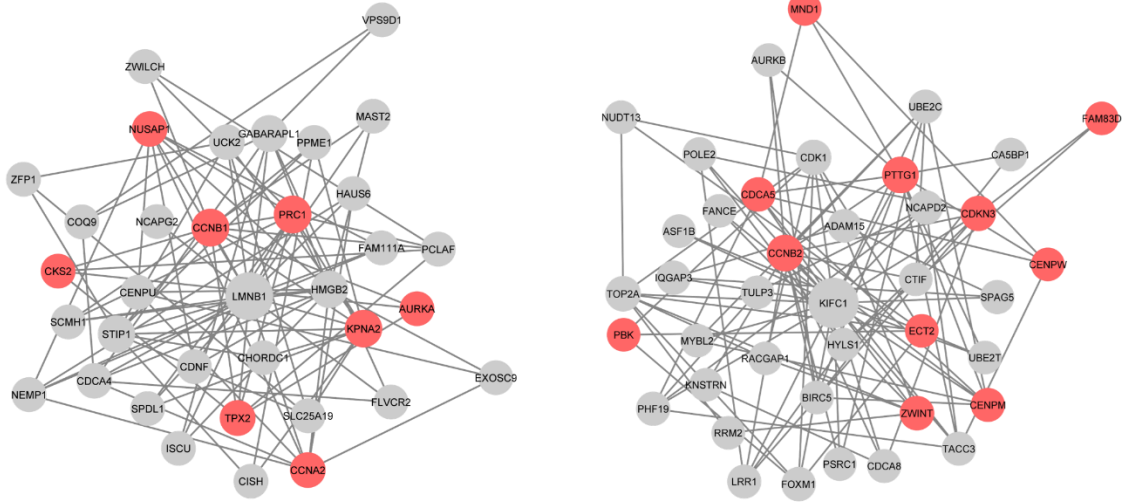 VPS9D1
ZWILCH
MAST2
NUSAP1
GABARAPL1
UCK2
PPME1
ZFP1
HAUS6
COQ9
NCAPG2
PRC1
CCNB1
FAM111A
PCLAF
CKS2
CENPU
LMNB1
HMGB2
AURKA
SCMH1
STIP1
KPNA2
CHORDC1
CDNF
CDCA4
NEMP1
EXOSC9
FLVCR2
SPDL1
TPX2
SLC25A19
ISCU
CCNA2
CISH
MND1
AURKB
NUDT13
UBE2C
FAM83D
POLE2
CDK1
CA5BP1
PTTG1
CDCA5
FANCE
NCAPD2
CDKN3
ASF1B
ADAM15
CCNB2
CENPW
IQGAP3
CTIF
TOP2A
TULP3
KIFC1
SPAG5
PBK
MYBL2
HYLS1
ECT2
RACGAP1
UBE2T
KNSTRN
BIRC5
PHF19
CENPM
ZWINT
RRM2
TACC3
PSRC1
CDCA8
LRR1
FOXM1